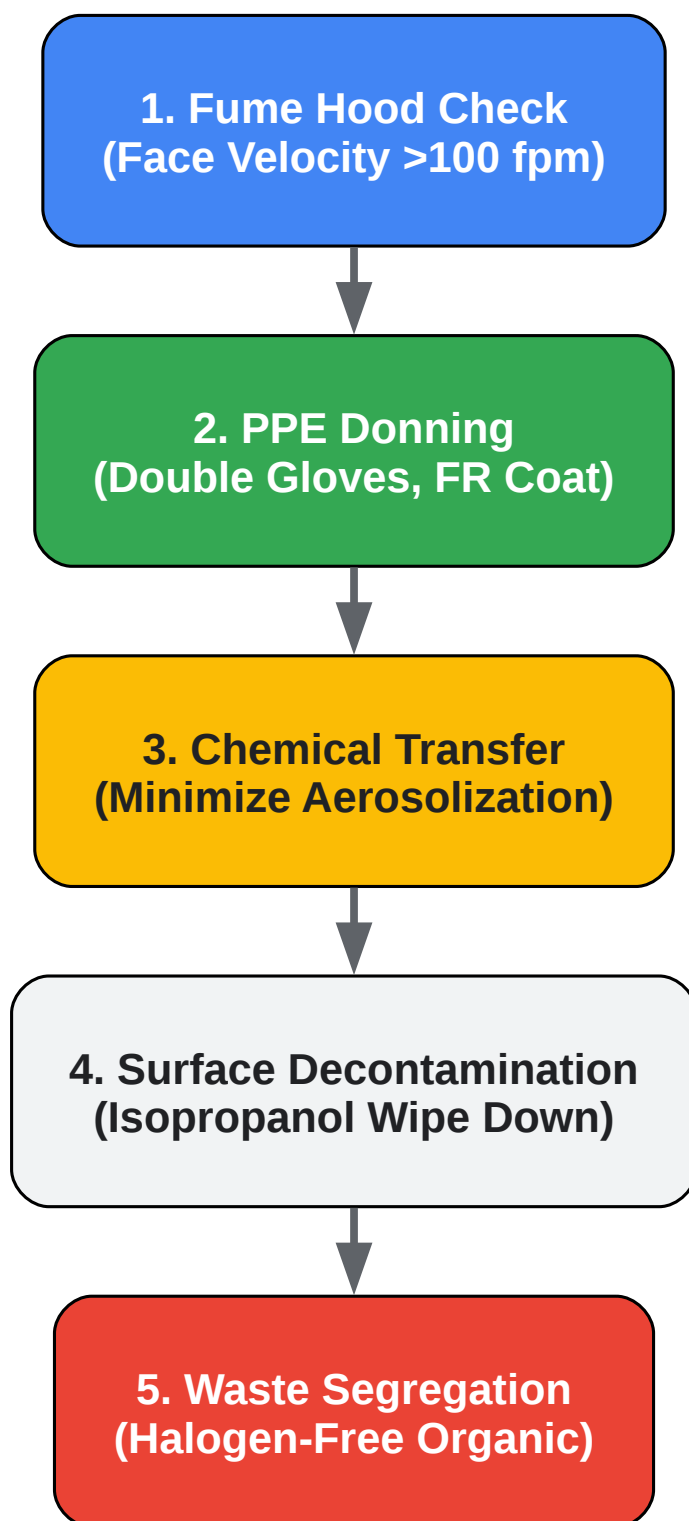 1. Fume Hood Check
(Face Velocity >100 fpm)
2. PPE Donning
(Double Gloves, FR Coat)
3. Chemical Transfer
(Minimize Aerosolization)
4. Surface Decontamination
(Isopropanol Wipe Down)
5. Waste Segregation
(Halogen-Free Organic)